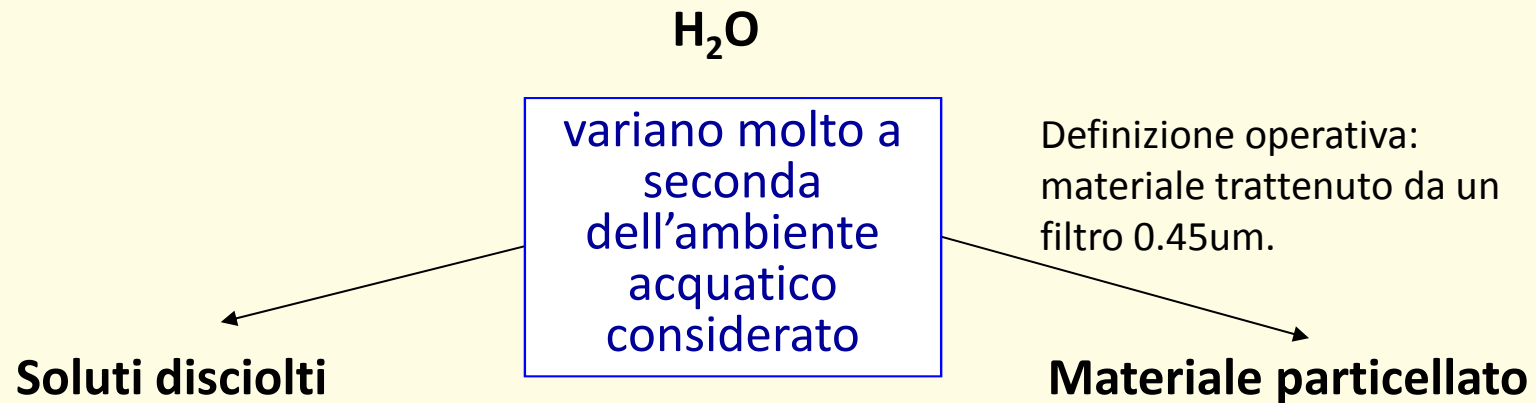 H₂O
variano molto a
seconda
dell’ambiente
acquatico
considerato
Definizione operativa:
materiale trattenuto da un
filtro 0.45um.
Soluti disciolti
Materiale particellato